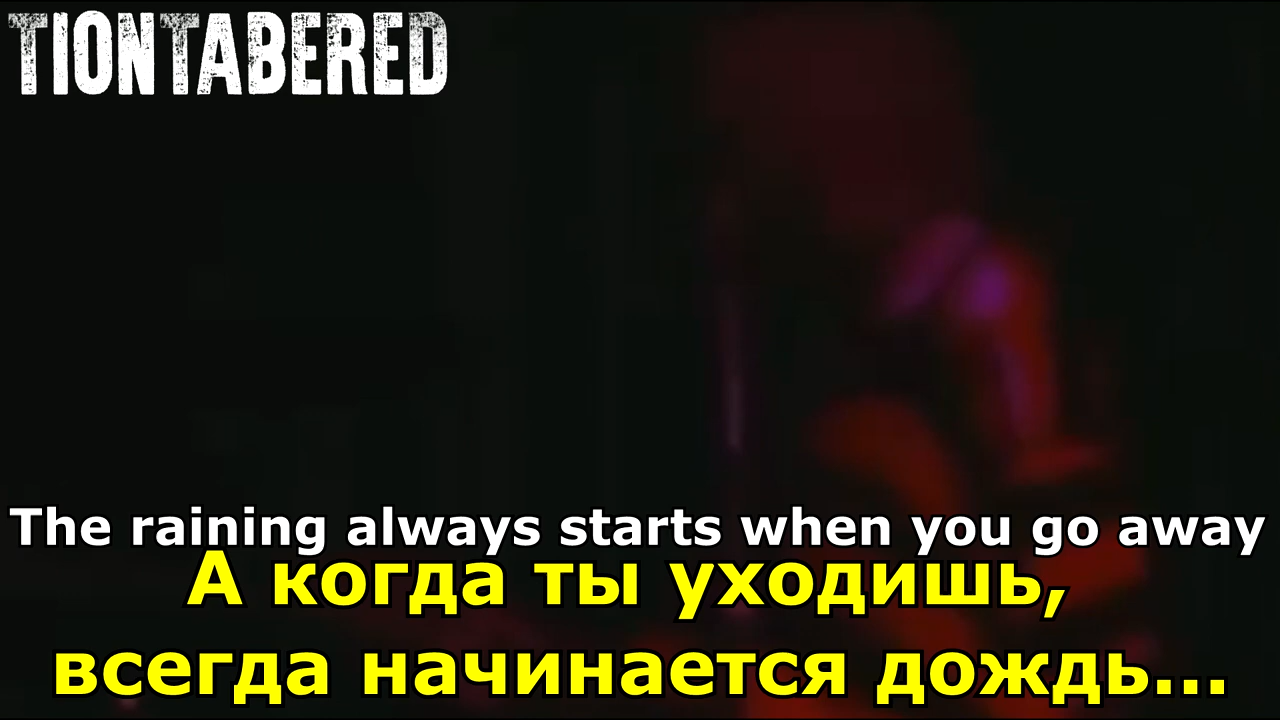 TIONTABERED
The raining always starts when you go away
А когда ты уходишь,
всегда начинается дождь...